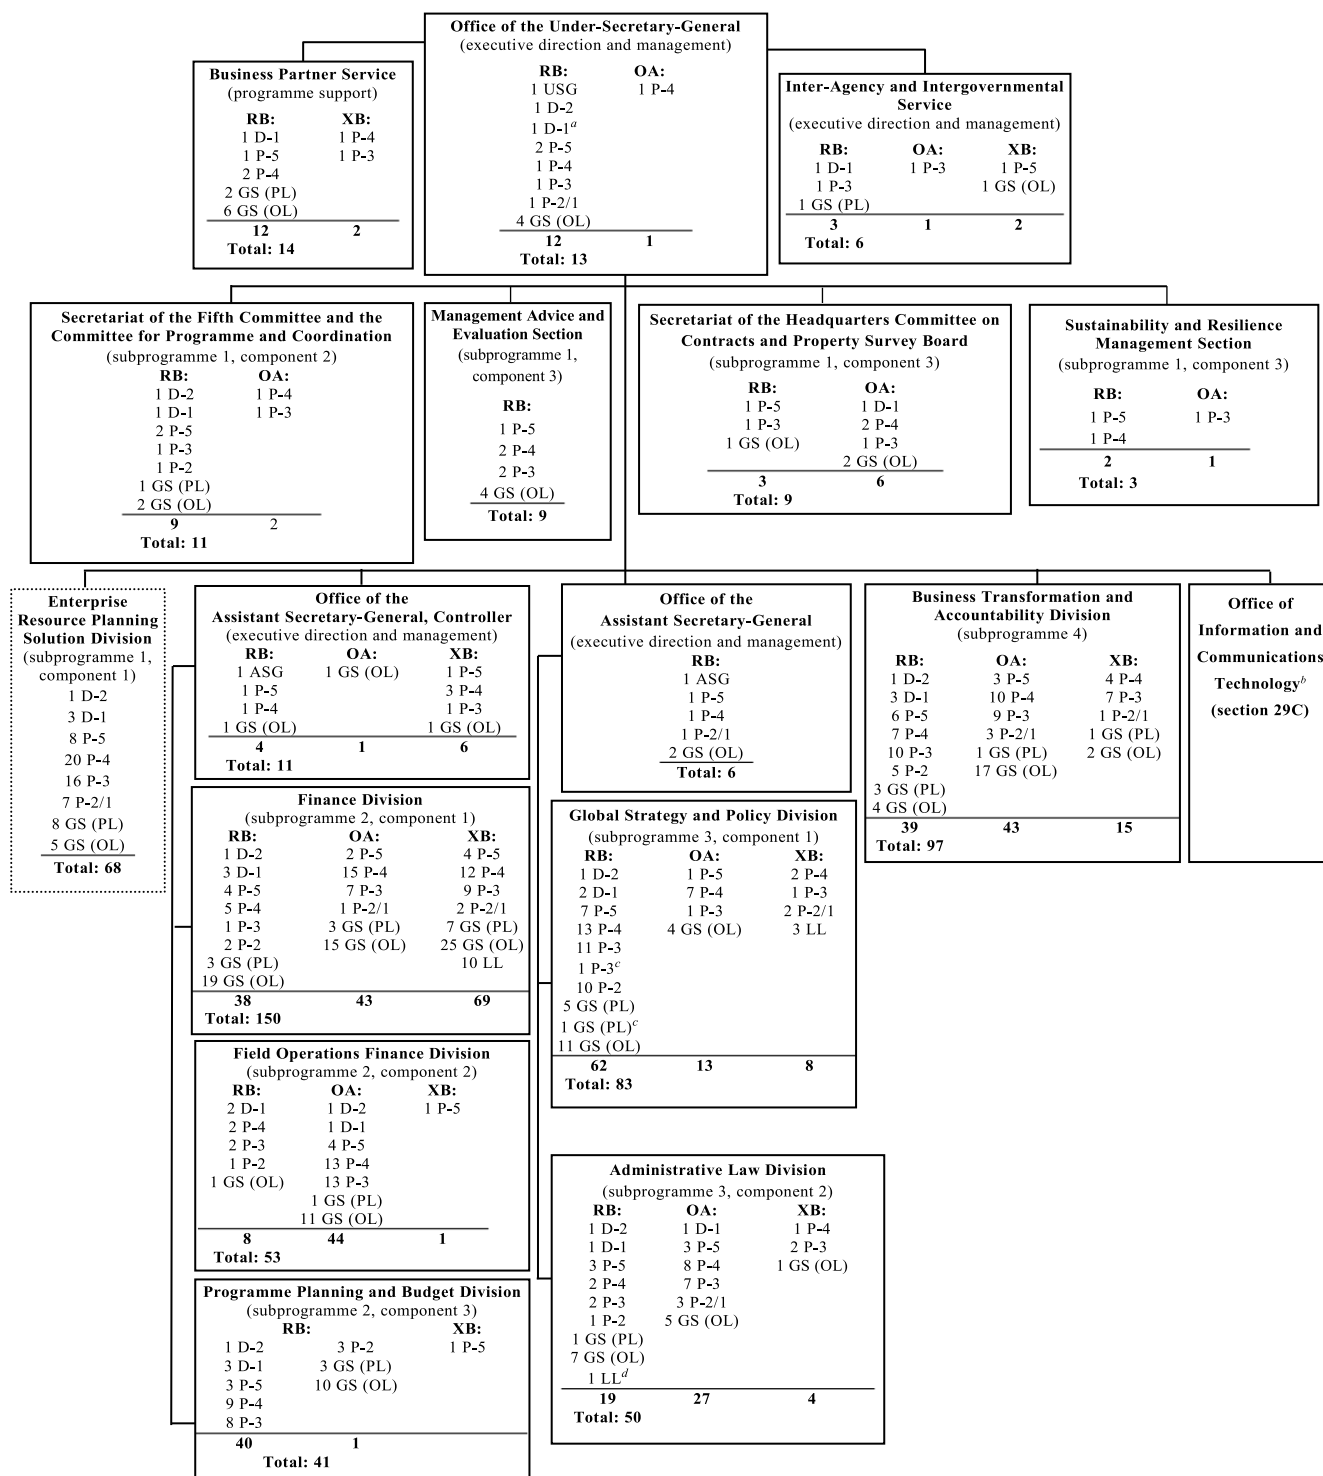 Office of the Under-Secretary-General
(executive direction and management)
RB: OA:
1 USG 1 P-4
1 D-2
1 D-1a
2 P-5
1 P-4
1 P-3
1 P-2/1
4 GS (OL)
12 1
Total: 13
Business Partner Service
(programme support)
RB: XB:
1 D-1 1 P-4
1 P-5 1 P-3
2 P-4
2 GS (PL)
6 GS (OL)
12 2
Total: 14
Inter-Agency and Intergovernmental
Service
(executive direction and management)
RB: OA: XB:
1 D-1 1 P-3 1 P-5
1 P-3 1 GS (OL)
1 GS (PL)
3 1 2
Total: 6
Secretariat of the Fifth Committee and the
Committee for Programme and Coordination
(subprogramme 1, component 2)
RB: OA:
1 D-2 1 P-4
1 D-1 1 P-3
2 P-5
1 P-3
1 P-2
1 GS (PL)
2 GS (OL)
9 2
Total: 11
Management Advice and
Evaluation Section
(subprogramme 1,
component 3)
RB:
1 P-5
2 P-4
2 P-3
4 GS (OL)
Total: 9
Secretariat of the Headquarters Committee on
Contracts and Property Survey Board
(subprogramme 1, component 3)
RB: OA:
1 P-5 1 D-1
1 P-3 2 P-4
1 GS (OL) 1 P-3
2 GS (OL)
3 6
Total: 9
Sustainability and Resilience
Management Section
(subprogramme 1, component 3)
RB: OA:
1 P-5 1 P-3
1 P-4
2 1
Total: 3
Enterprise
Resource Planning
Solution Division
(subprogramme 1,
component 1)
1 D-2
3 D-1
8 P-5
20 P-4
16 P-3
7 P-2/1
8 GS (PL)
5 GS (OL)
Total: 68
Office of the
Assistant Secretary-General, Controller
(executive direction and management)
RB: OA: XB:
1 ASG 1 GS (OL) 1 P-5
1 P-5 3 P-4
1 P-4 1 P-3
1 GS (OL) 1 GS (OL)
4 1 6
Total: 11
Finance Division
(subprogramme 2, component 1)
RB: OA: XB:
1 D-2 2 P-5 4 P-5
3 D-1 15 P-4 12 P-4
4 P-5 7 P-3 9 P-3
5 P-4 1 P-2/1 2 P-2/1
1 P-3 3 GS (PL) 7 GS (PL)
2 P-2 15 GS (OL) 25 GS (OL)
3 GS (PL) 10 LL
19 GS (OL)
38 43 69
Total: 150
Field Operations Finance Division
(subprogramme 2, component 2)
RB: OA: XB:
2 D-1 1 D-2 1 P-5
2 P-4 1 D-1
2 P-3 4 P-5
1 P-2 13 P-4
1 GS (OL) 13 P-3
1 GS (PL)
11 GS (OL)
8 44 1
Total: 53
Programme Planning and Budget Division
(subprogramme 2, component 3)
RB: XB:
1 D-2 3 P-2 1 P-5
3 D-1 3 GS (PL)
3 P-5 10 GS (OL)
9 P-4
8 P-3
40 1
Total: 41
Office of the
Assistant Secretary-General
(executive direction and management)
RB:
1 ASG
1 P-5
1 P-4
1 P-2/1
2 GS (OL)
Total: 6
Global Strategy and Policy Division
(subprogramme 3, component 1)
RB: OA: XB:
1 D-2 1 P-5 2 P-4
2 D-1 7 P-4 1 P-3
7 P-5 1 P-3 2 P-2/1
13 P-4 4 GS (OL) 3 LL
11 P-3
1 P-3c
10 P-2
5 GS (PL)
1 GS (PL)c
11 GS (OL)
62 13 8
Total: 83
Administrative Law Division
(subprogramme 3, component 2)
RB: OA: XB:
1 D-2 1 D-1 1 P-4
1 D-1 3 P-5 2 P-3
3 P-5 8 P-4 1 GS (OL)
2 P-4 7 P-3
2 P-3 3 P-2/1
1 P-2 5 GS (OL)
1 GS (PL)
7 GS (OL)
1 LLd
19 27 4
Total: 50
Business Transformation and
Accountability Division
(subprogramme 4)
RB: OA: XB:
1 D-2 3 P-5 4 P-4
3 D-1 10 P-4 7 P-3
6 P-5 9 P-3 1 P-2/1
7 P-4 3 P-2/1 1 GS (PL)
10 P-3 1 GS (PL) 2 GS (OL)
5 P-2 17 GS (OL)
3 GS (PL)
4 GS (OL)
39 43 15
Total: 97
Office of
Information and
Communications
Technologyb
(section 29C)